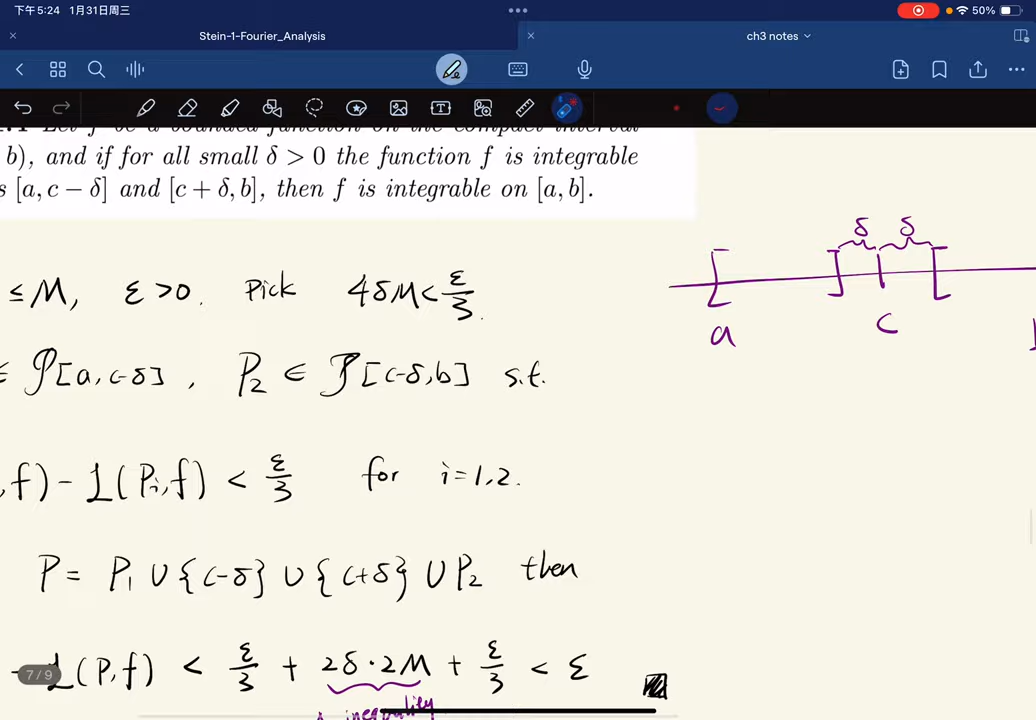 下午5:24 1月31日周三
50%
Stein-1-Fourier_Analysis
ch3 notes
b), and if for all small δ > 0 the function f is integrable
s [a, c − δ] and [c + δ, b], then f is integrable on [a, b].
δ δ
a c
≤ M, ε > 0. Pick 4δM < ε/3.
∈ 𝒫[a, c-δ], P₂ ∈ 𝒫[c-δ, b] s.t.
, f) - L(Pᵢ, f) < ε/3 for i = 1, 2.
P = P₁ ∪ {c-δ} ∪ {c+δ} ∪ P₂ then
- L(P, f) < ε/3 + 2δ · 2M + ε/3 < ε
7/9
inequality